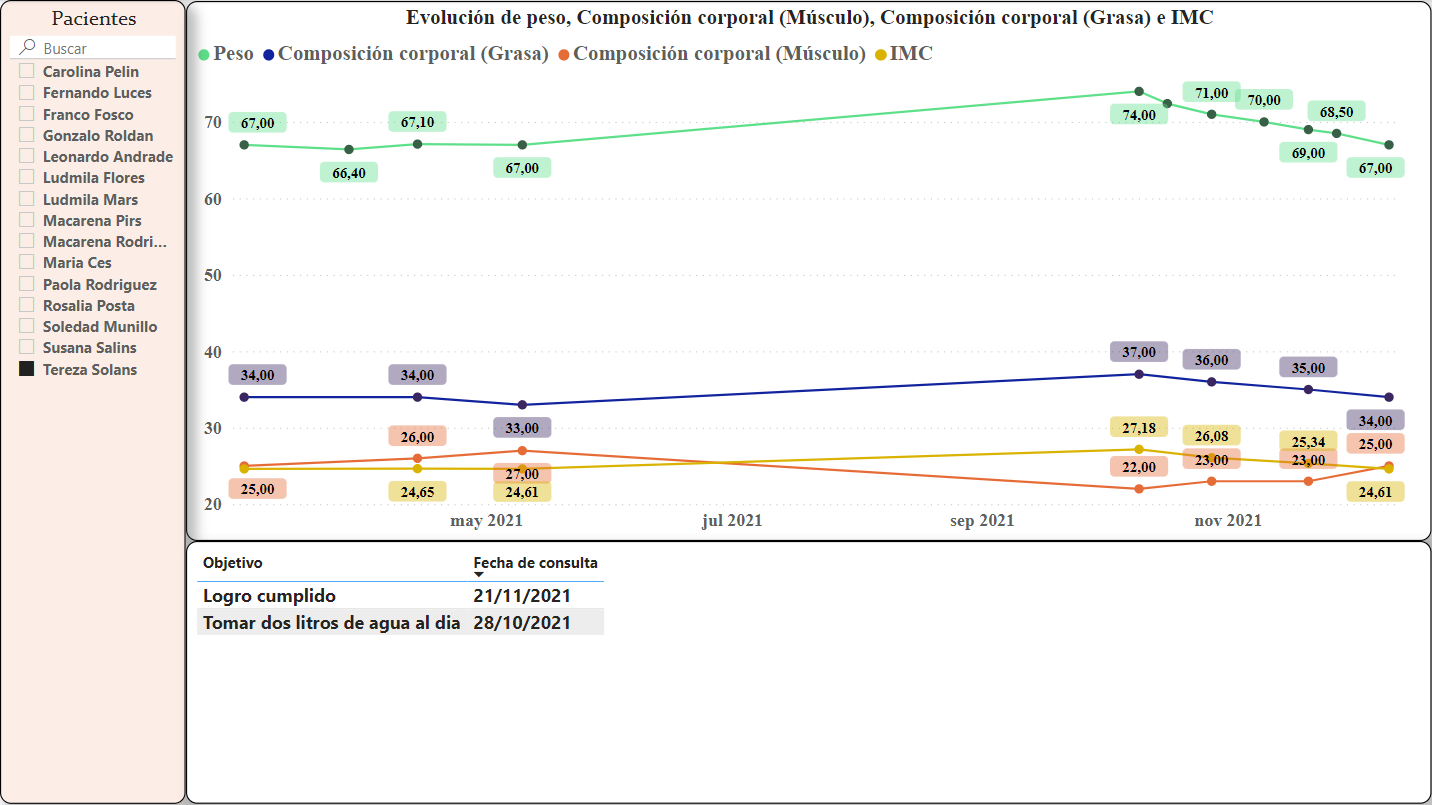 Pacientes
Buscar
Carolina Pelin
Fernando Luces
Franco Fosco
Gonzalo Roldan
Leonardo Andrade
Ludmila Flores
Ludmila Mars
Macarena Pirs
Macarena Rodri...
Maria Ces
Paola Rodriguez
Rosalia Posta
Soledad Munillo
Susana Salins
Tereza Solans
Evolución de peso, Composición corporal (Músculo), Composición corporal (Grasa) e IMC
Peso Composición corporal (Grasa) Composición corporal (Músculo) IMC
70
60
50
40
30
20
67,00 66,40 67,10 67,00 74,00 71,00 70,00 69,00 68,50 67,00
34,00 34,00 33,00 37,00 36,00 35,00 34,00
25,00 26,00 27,00 22,00 23,00 23,00 25,00
24,65 24,61 27,18 26,08 25,34 24,61
may 2021 jul 2021 sep 2021 nov 2021
Objetivo Fecha de consulta
Logro cumplido 21/11/2021
Tomar dos litros de agua al dia 28/10/2021